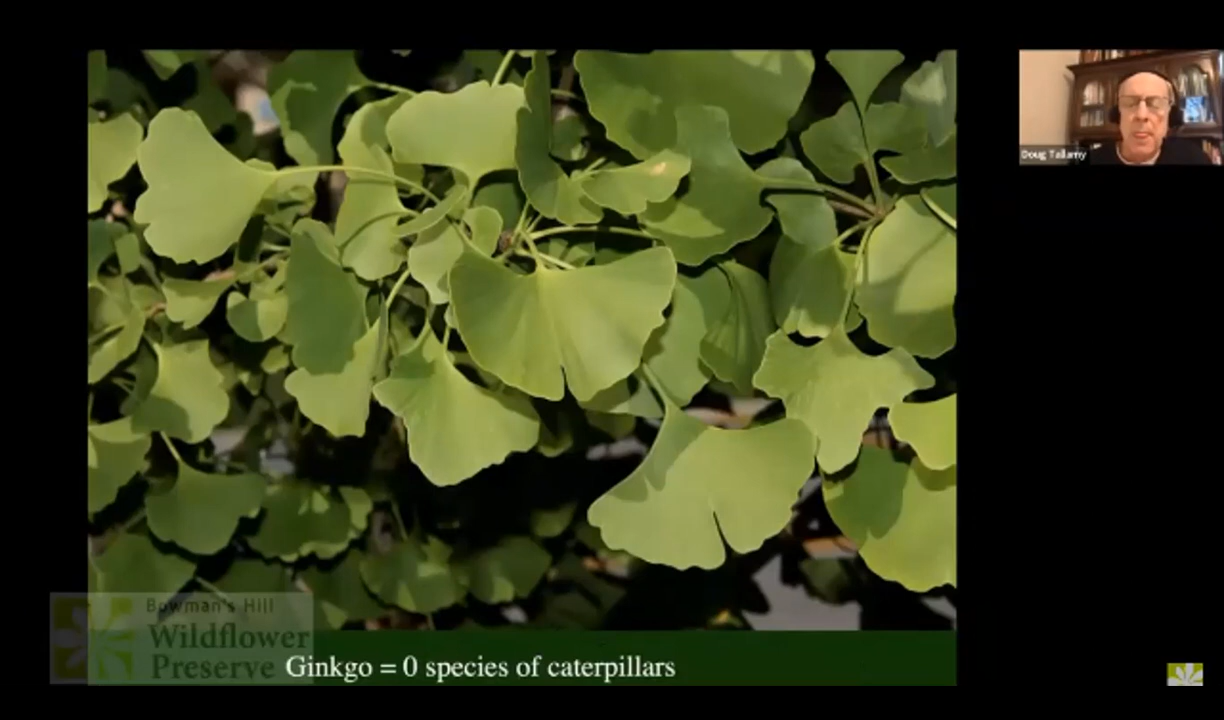 Doug Tallamy
Bowman's Hill
Wildflower
Preserve
Ginkgo = 0 species of caterpillars